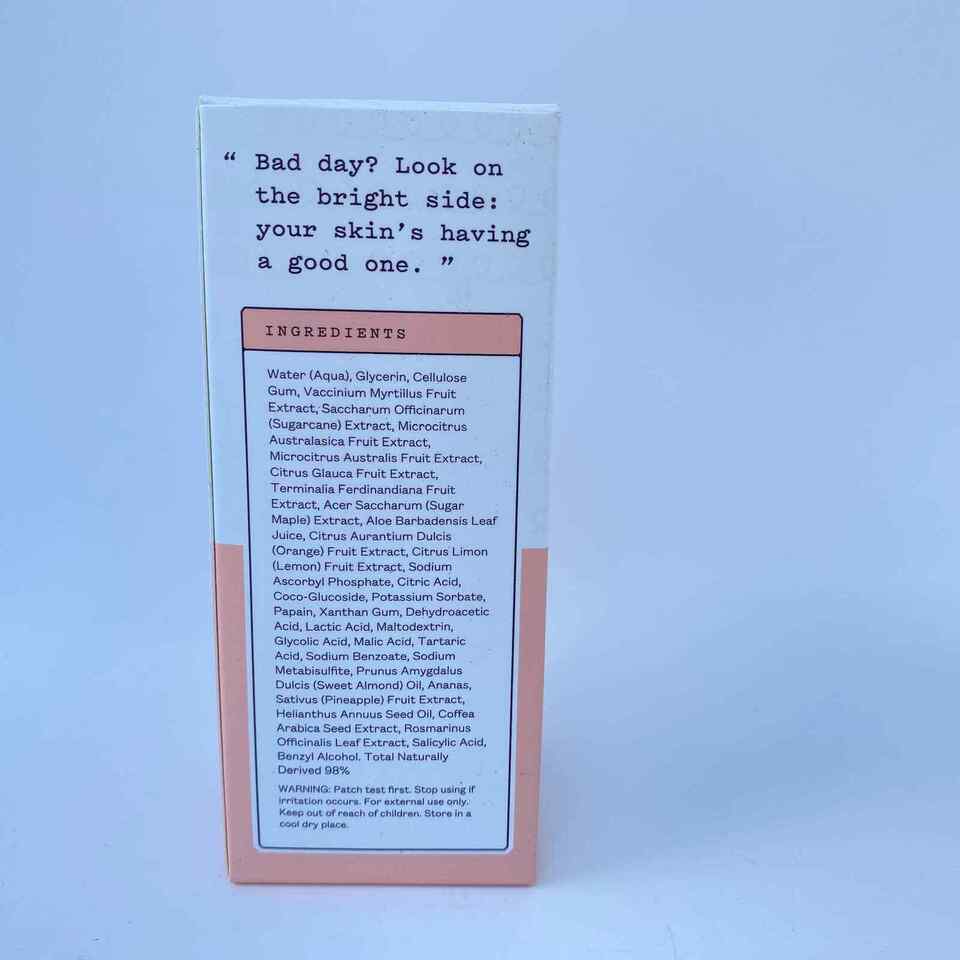 “ Bad day? Look on
the bright side:
your skin’s having
a good one. ”
INGREDIENTS
Water (Aqua), Glycerin, Cellulose
Gum, Vaccinium Myrtillus Fruit
Extract, Saccharum Officinarum
(Sugarcane) Extract, Microcitrus
Australasica Fruit Extract,
Microcitrus Australis Fruit Extract,
Citrus Glauca Fruit Extract,
Terminalia Ferdinandiana Fruit
Extract, Acer Saccharum (Sugar
Maple) Extract, Aloe Barbadensis Leaf
Juice, Citrus Aurantium Dulcis
(Orange) Fruit Extract, Citrus Limon
(Lemon) Fruit Extract, Sodium
Ascorbyl Phosphate, Citric Acid,
Coco-Glucoside, Potassium Sorbate,
Papain, Xanthan Gum, Dehydroacetic
Acid, Lactic Acid, Maltodextrin,
Glycolic Acid, Malic Acid, Tartaric
Acid, Sodium Benzoate, Sodium
Metabisulfite, Prunus Amygdalus
Dulcis (Sweet Almond) Oil, Ananas,
Sativus (Pineapple) Fruit Extract,
Helianthus Annuus Seed Oil, Coffea
Arabica Seed Extract, Rosmarinus
Officinalis Leaf Extract, Salicylic Acid,
Benzyl Alcohol. Total Naturally
Derived 98%
WARNING: Patch test first. Stop using if
irritation occurs. For external use only.
Keep out of reach of children. Store in a
cool dry place.